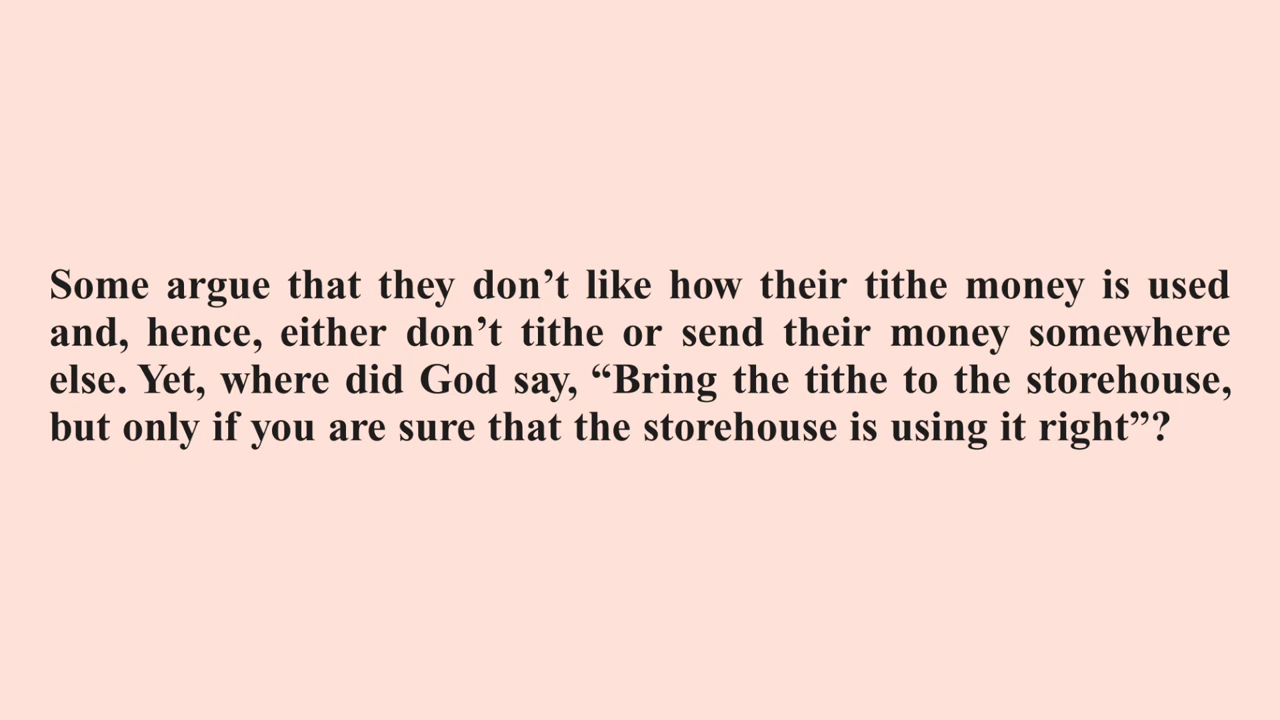 Some argue that they don’t like how their tithe money is used
and, hence, either don’t tithe or send their money somewhere
else. Yet, where did God say, “Bring the tithe to the storehouse,
but only if you are sure that the storehouse is using it right”?